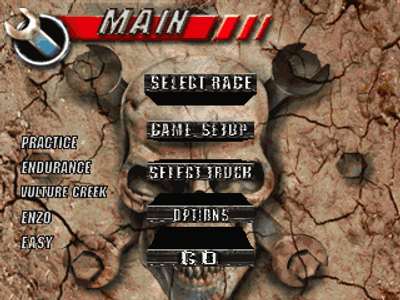 MAIN
SELECT RACE
GAME SETUP
SELECT TRUCK
OPTIONS
GO
PRACTICE
ENDURANCE
VULTURE CREEK
ENZO
EASY